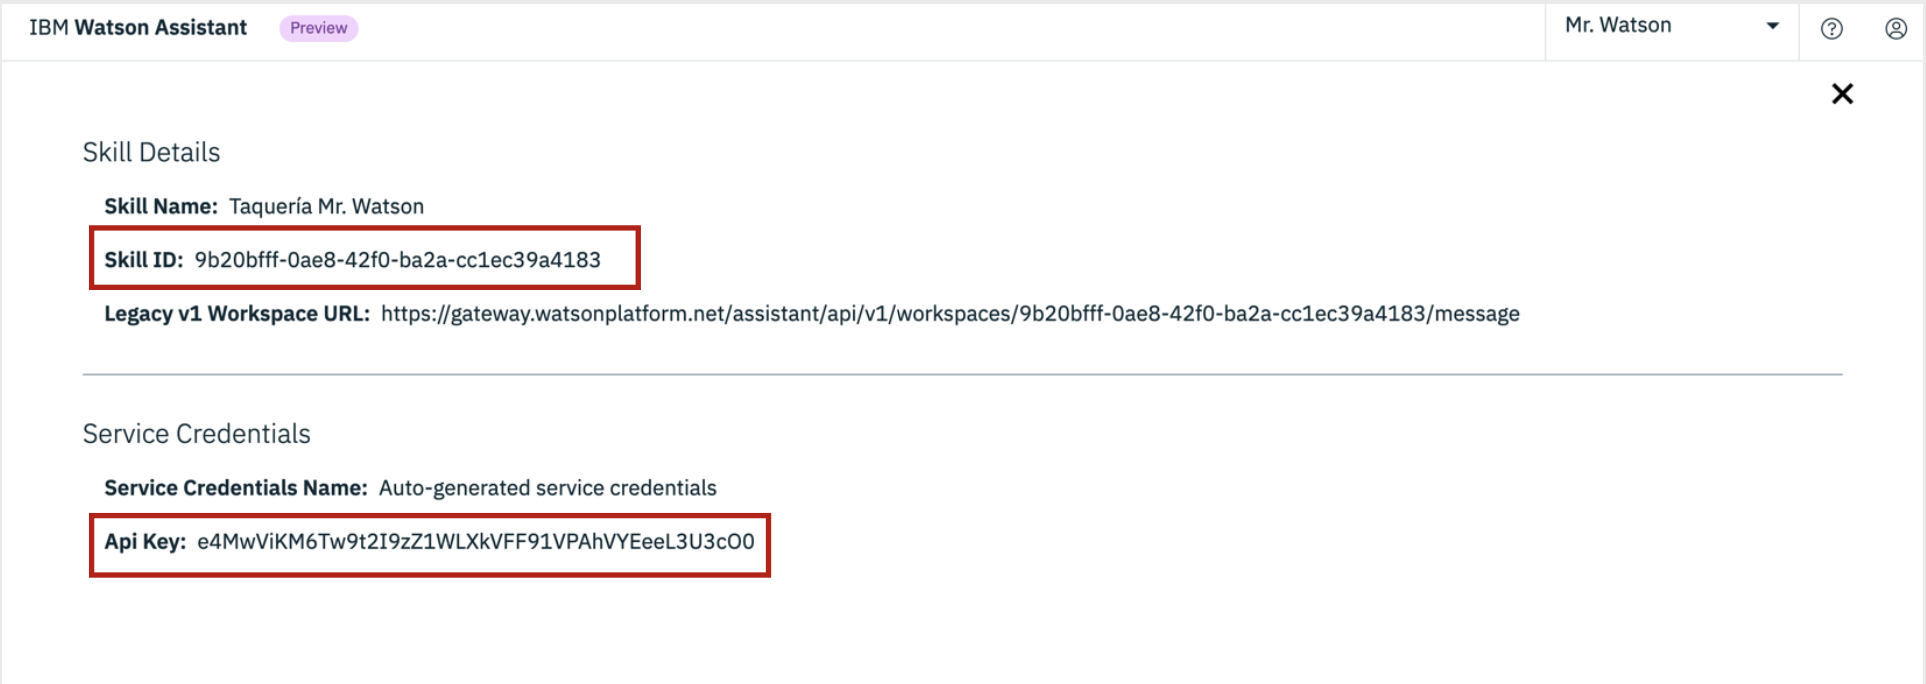 IBM Watson Assistant Preview Mr. Watson
Skill Details
Skill Name: Taquería Mr. Watson
Skill ID: 9b20bfff-0ae8-42f0-ba2a-cc1ec39a4183
Legacy v1 Workspace URL: https://gateway.watsonplatform.net/assistant/api/v1/workspaces/9b20bfff-0ae8-42f0-ba2a-cc1ec39a4183/message
Service Credentials
Service Credentials Name: Auto-generated service credentials
Api Key: e4MwViKM6Tw9t2I9zZ1WLXkVFF91VPAhVYEeeL3U3cO0